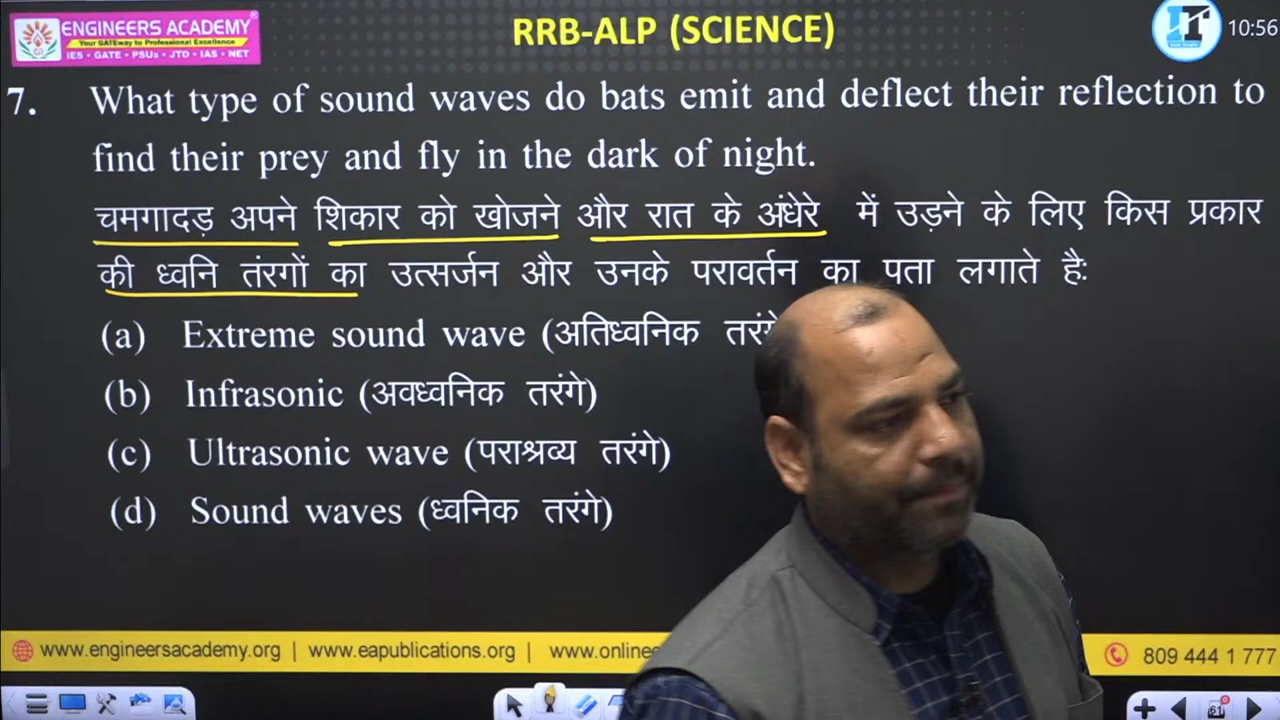 ENGINEERS ACADEMY
Your GATEway to Professional Excellence
IES • GATE • PSUs • JTO • IAS • NET
RRB-ALP (SCIENCE)
10:56
7. What type of sound waves do bats emit and deflect their reflection to
find their prey and fly in the dark of night.
चमगादड़ अपने शिकार को खोजने और रात के अंधेरे में उड़ने के लिए किस प्रकार
की ध्वनि तंरगों का उत्सर्जन और उनके परावर्तन का पता लगाते हैः
(a) Extreme sound wave (अतिध्वनिक
(b) Infrasonic (अवध्वनिक तरंगे)
(c) Ultrasonic wave (पराश्रव्य तरंगे)
(d) Sound waves (ध्वनिक तरंगे)
www.engineersacademy.org | www.eapublications.org | www.onlinee
809 444 1 777
61